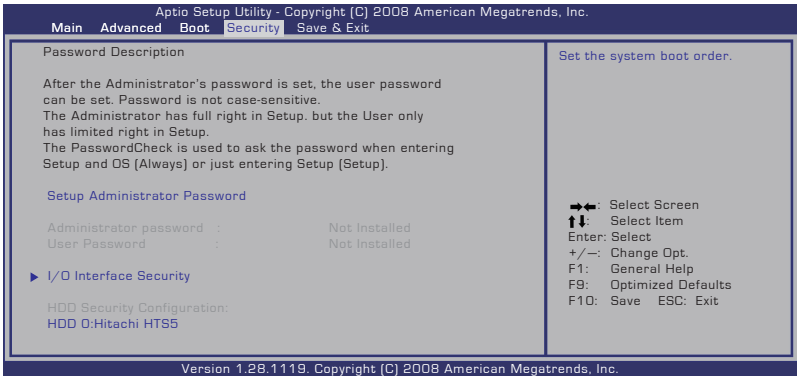 Aptio Setup Utility - Copyright (C) 2008 American Megatrends, Inc.
Main Advanced Boot Security Save & Exit
Password Description
After the Administrator's password is set, the user password
can be set. Password is not case-sensitive.
The Administrator has full right in Setup. but the User only
has limited right in Setup.
The PasswordCheck is used to ask the password when entering
Setup and OS (Always) or just entering Setup (Setup).
Setup Administrator Password
Administrator password : Not Installed
User Password : Not Installed
I/O Interface Security
HDD Security Configuration:
HDD 0:Hitachi HTS5
Set the system boot order.
→←: Select Screen
↑↓: Select Item
Enter: Select
+/—: Change Opt.
F1: General Help
F9: Optimized Defaults
F10: Save ESC: Exit
Version 1.28.1119. Copyright (C) 2008 American Megatrends, Inc.